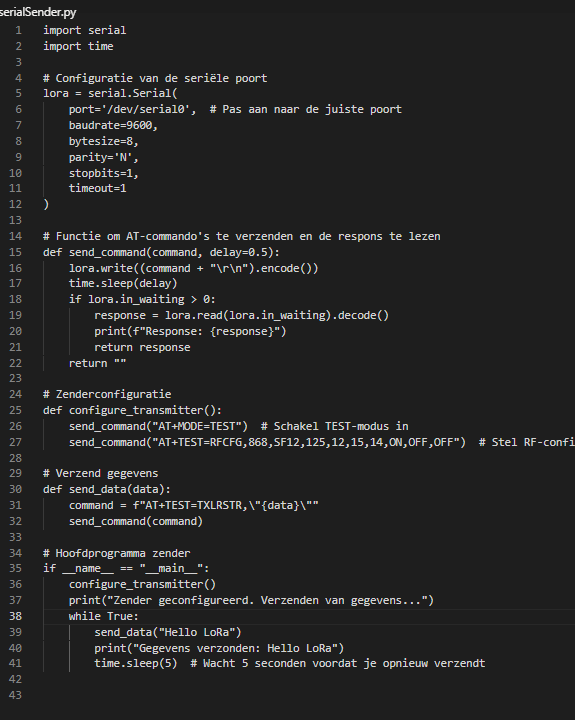 serialSender.py
1 import serial
2 import time
3
4 # Configuratie van de seriële poort
5 lora = serial.Serial(
6     port='/dev/serial0',  # Pas aan naar de juiste poort
7     baudrate=9600,
8     bytesize=8,
9     parity='N',
10     stopbits=1,
11     timeout=1
12 )
13
14 # Functie om AT-commando's te verzenden en de respons te lezen
15 def send_command(command, delay=0.5):
16     lora.write((command + "\r\n").encode())
17     time.sleep(delay)
18     if lora.in_waiting > 0:
19         response = lora.read(lora.in_waiting).decode()
20         print(f"Response: {response}")
21         return response
22     return ""
23
24 # Zenderconfiguratie
25 def configure_transmitter():
26     send_command("AT+MODE=TEST")  # Schakel TEST-modus in
27     send_command("AT+TEST=RFCFG,868,SF12,125,12,15,14,ON,OFF,OFF")  # Stel RF-confi
28
29 # Verzend gegevens
30 def send_data(data):
31     command = f"AT+TEST=TXLRSTR,\"{data}\""
32     send_command(command)
33
34 # Hoofdprogramma zender
35 if __name__ == "__main__":
36     configure_transmitter()
37     print("Zender geconfigureerd. Verzenden van gegevens...")
38     while True:
39         send_data("Hello LoRa")
40         print("Gegevens verzonden: Hello LoRa")
41         time.sleep(5)  # Wacht 5 seconden voordat je opnieuw verzendt
42
43